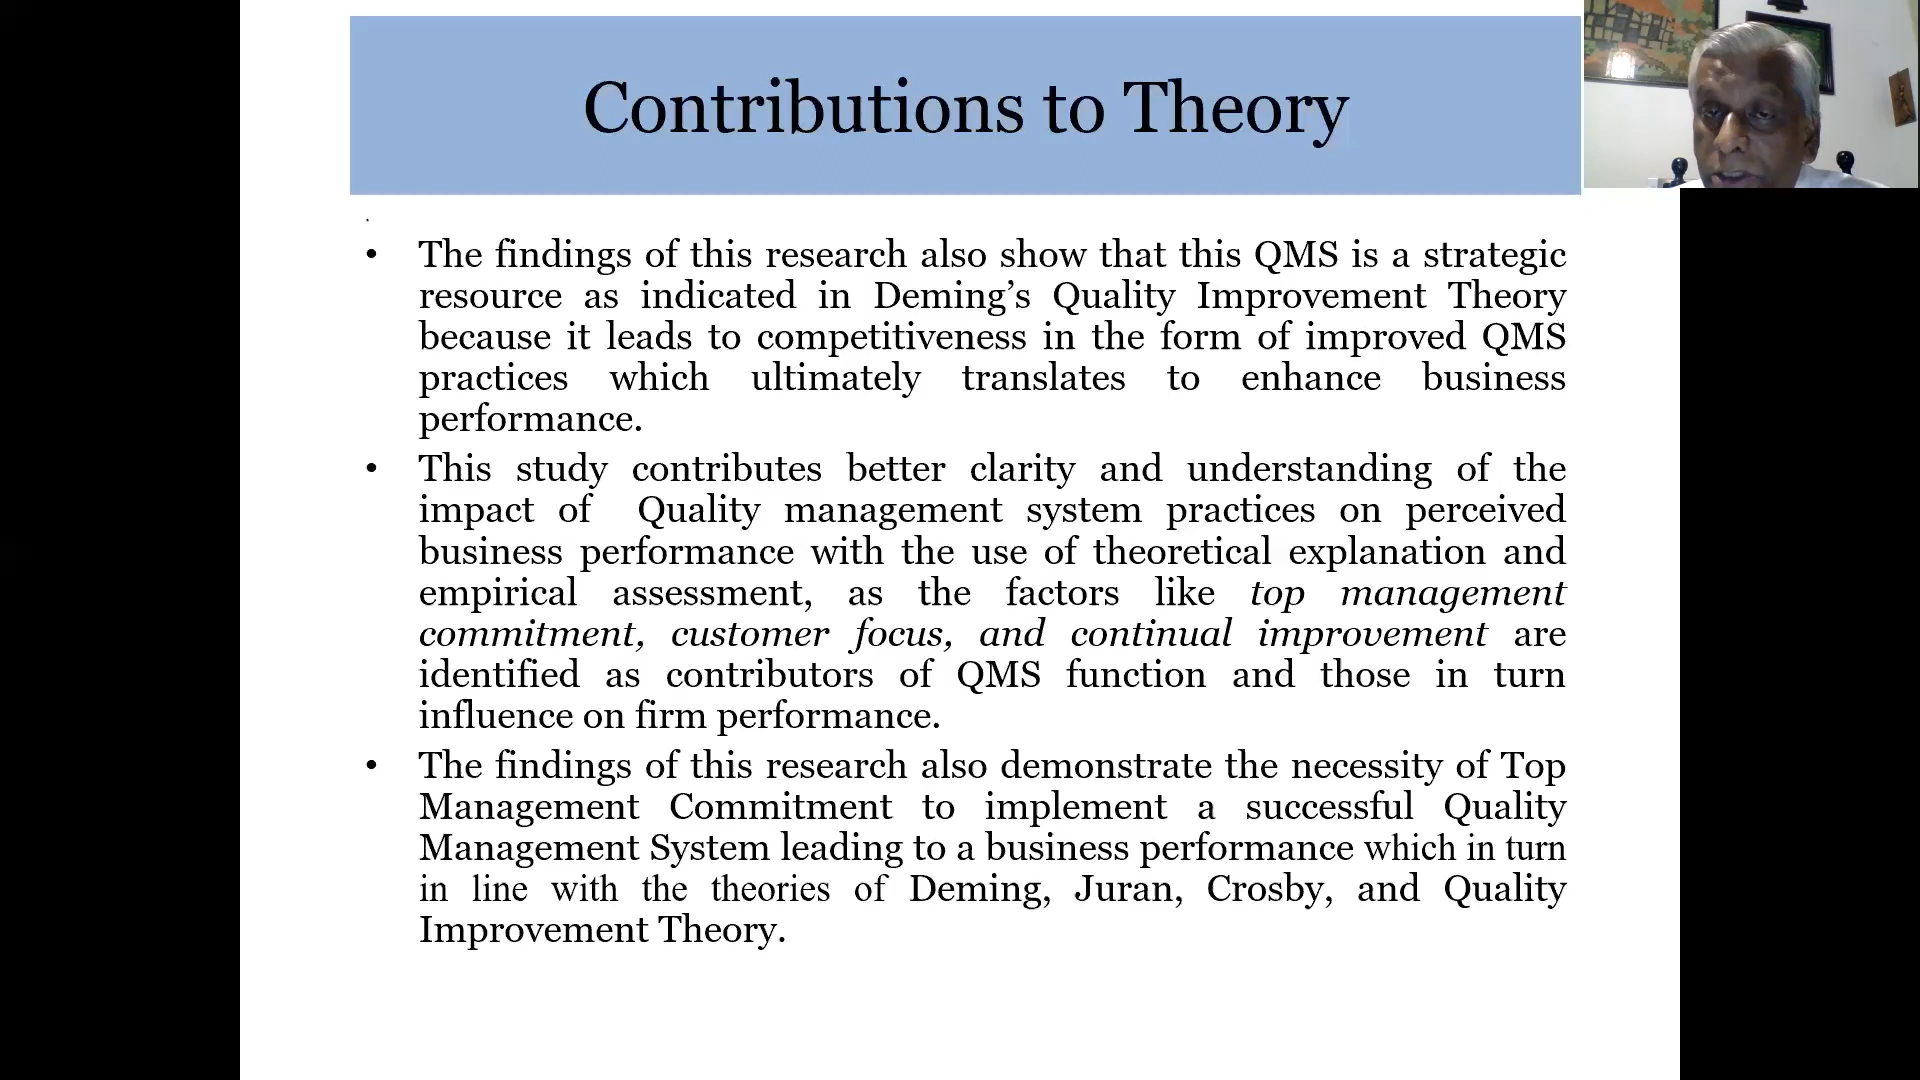 Contributions to Theory
.
• The findings of this research also show that this QMS is a strategic
resource as indicated in Deming’s Quality Improvement Theory
because it leads to competitiveness in the form of improved QMS
practices which ultimately translates to enhance business
performance.
• This study contributes better clarity and understanding of the
impact of Quality management system practices on perceived
business performance with the use of theoretical explanation and
empirical assessment, as the factors like top management
commitment, customer focus, and continual improvement are
identified as contributors of QMS function and those in turn
influence on firm performance.
• The findings of this research also demonstrate the necessity of Top
Management Commitment to implement a successful Quality
Management System leading to a business performance which in turn
in line with the theories of Deming, Juran, Crosby, and Quality
Improvement Theory.